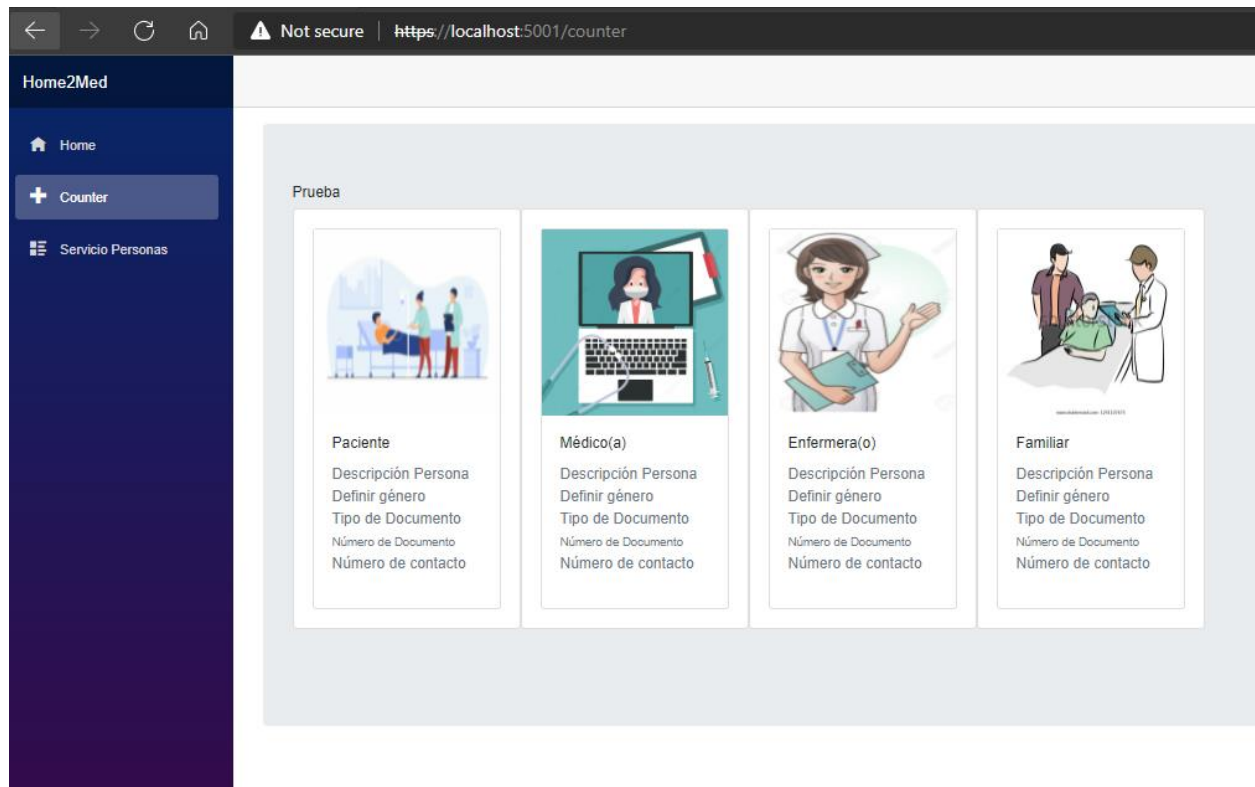 Not secure | https://localhost:5001/counter
Home2Med
Home
Counter
Servicio Personas
Prueba
Paciente
Descripción Persona
Definir género
Tipo de Documento
Número de Documento
Número de contacto
Médico(a)
Descripción Persona
Definir género
Tipo de Documento
Número de Documento
Número de contacto
Enfermera(o)
Descripción Persona
Definir género
Tipo de Documento
Número de Documento
Número de contacto
Familiar
Descripción Persona
Definir género
Tipo de Documento
Número de Documento
Número de contacto